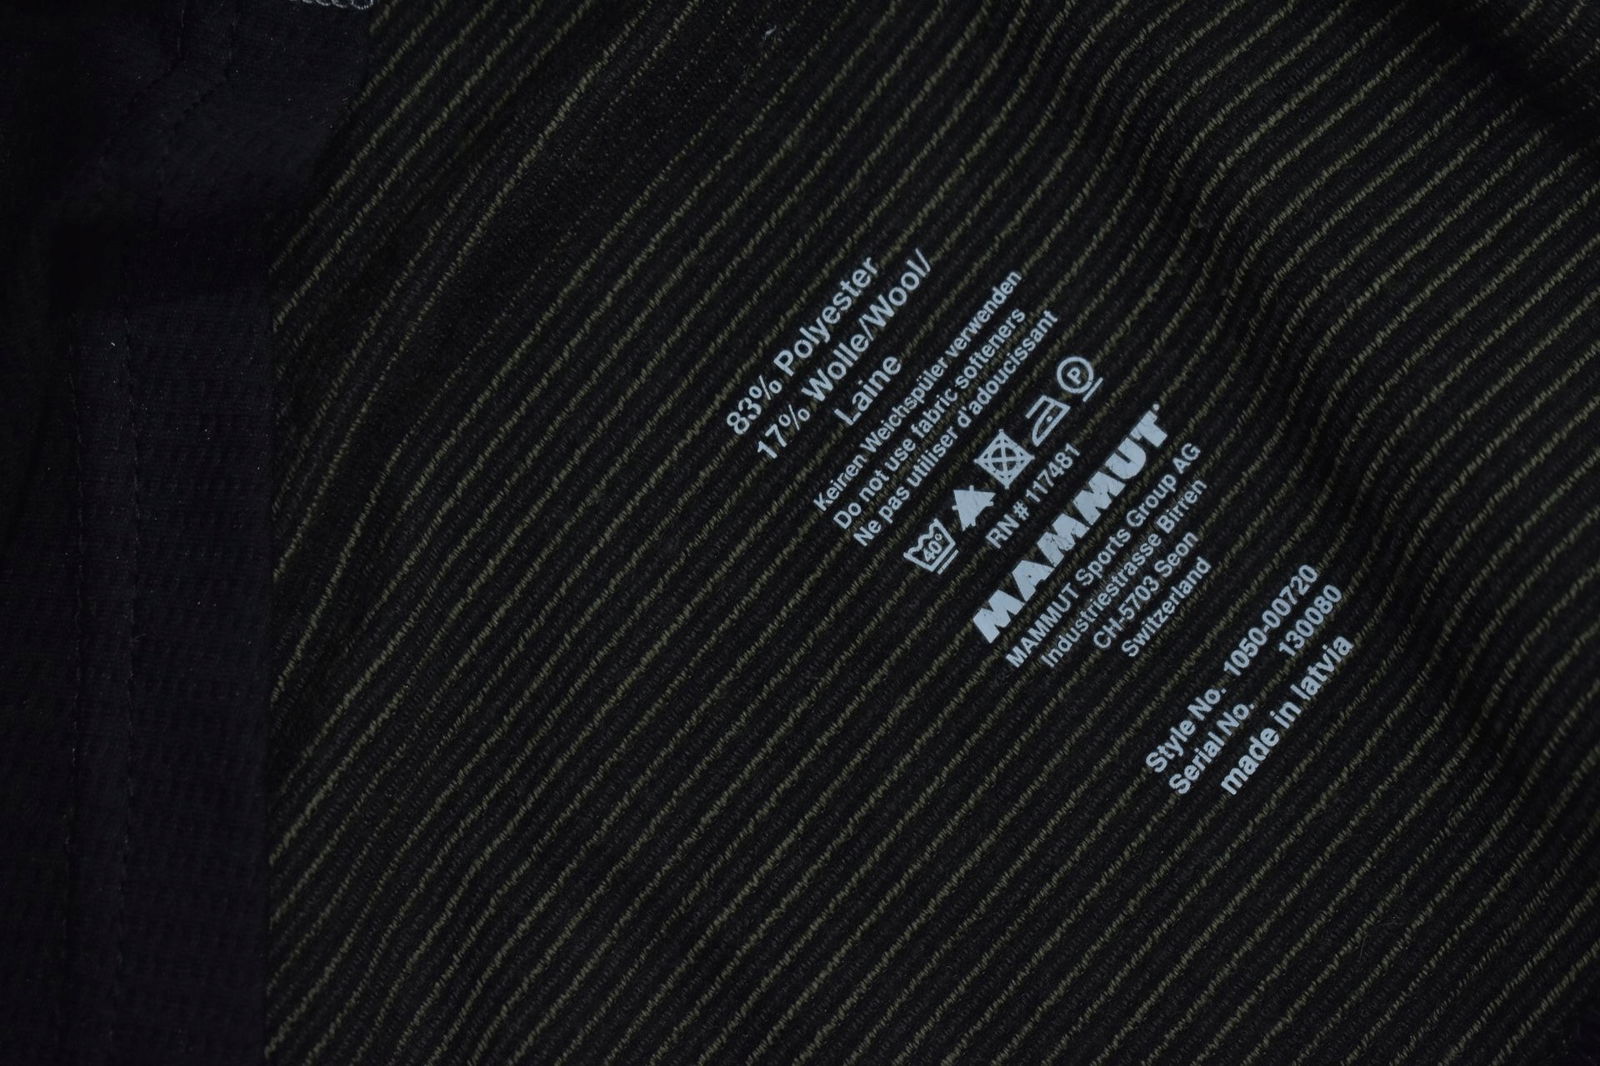 83% Polyester
17% Wolle/Wool/
Laine
Keinen Weichspüler verwenden
Do not use fabric softeners
Ne pas utiliser d'adoucissant
40° P
RN # 117481
MAMMUT
MAMMUT Sports Group AG
Industriestrasse Birren
CH-5703 Seon
Switzerland
Style No. 1050-00720
Serial No. 130080
made in latvia